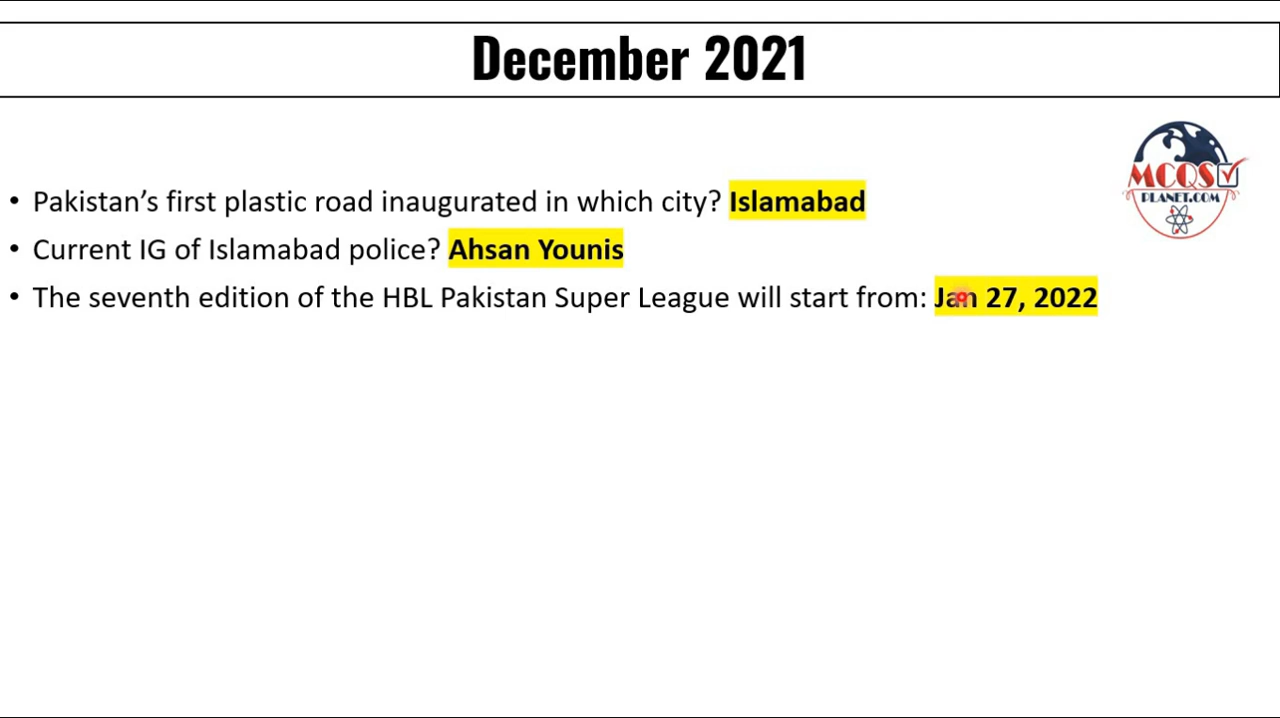 December 2021
MCQS
PLANET.COM
• Pakistan’s first plastic road inaugurated in which city? Islamabad
• Current IG of Islamabad police? Ahsan Younis
• The seventh edition of the HBL Pakistan Super League will start from: Jan 27, 2022